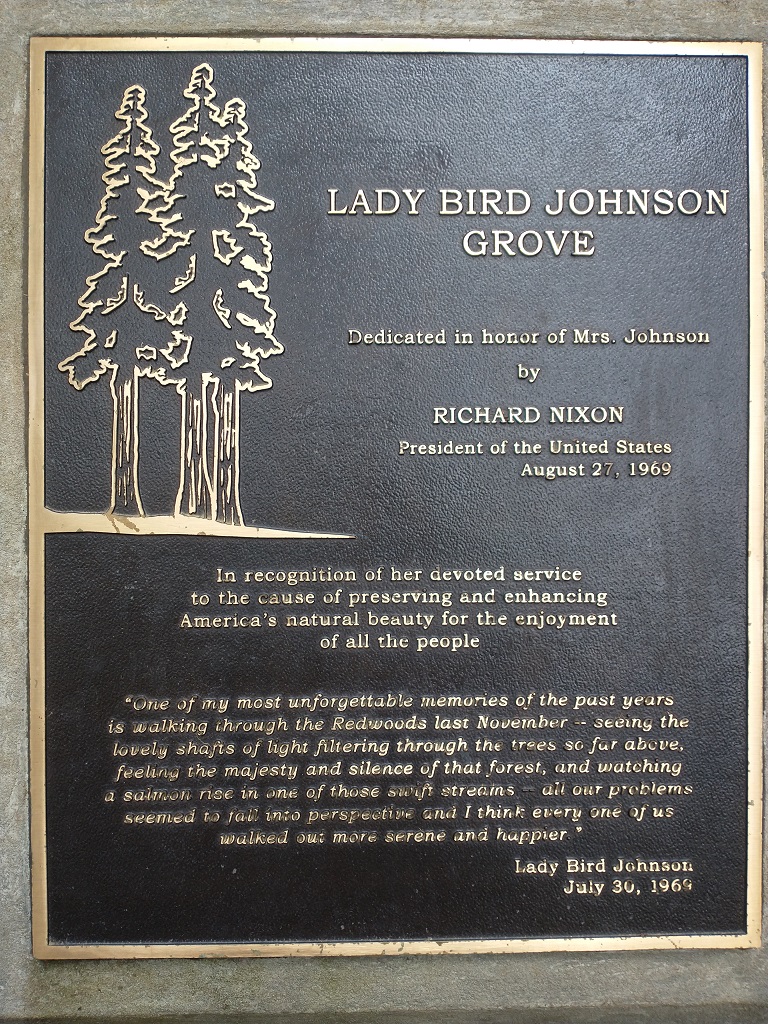 LADY BIRD JOHNSON
GROVE
Dedicated in honor of Mrs. Johnson
by
RICHARD NIXON
President of the United States
August 27, 1969
In recognition of her devoted service
to the cause of preserving and enhancing
America's natural beauty for the enjoyment
of all the people
"One of my most unforgettable memories of the past years
is walking through the Redwoods last November -- seeing the
lovely shafts of light filtering through the trees so far above,
feeling the majesty and silence of that forest, and watching
a salmon rise in one of those swift streams -- all our problems
seemed to fall into perspective and I think every one of us
walked out more serene and happier."
Lady Bird Johnson
July 30, 1969